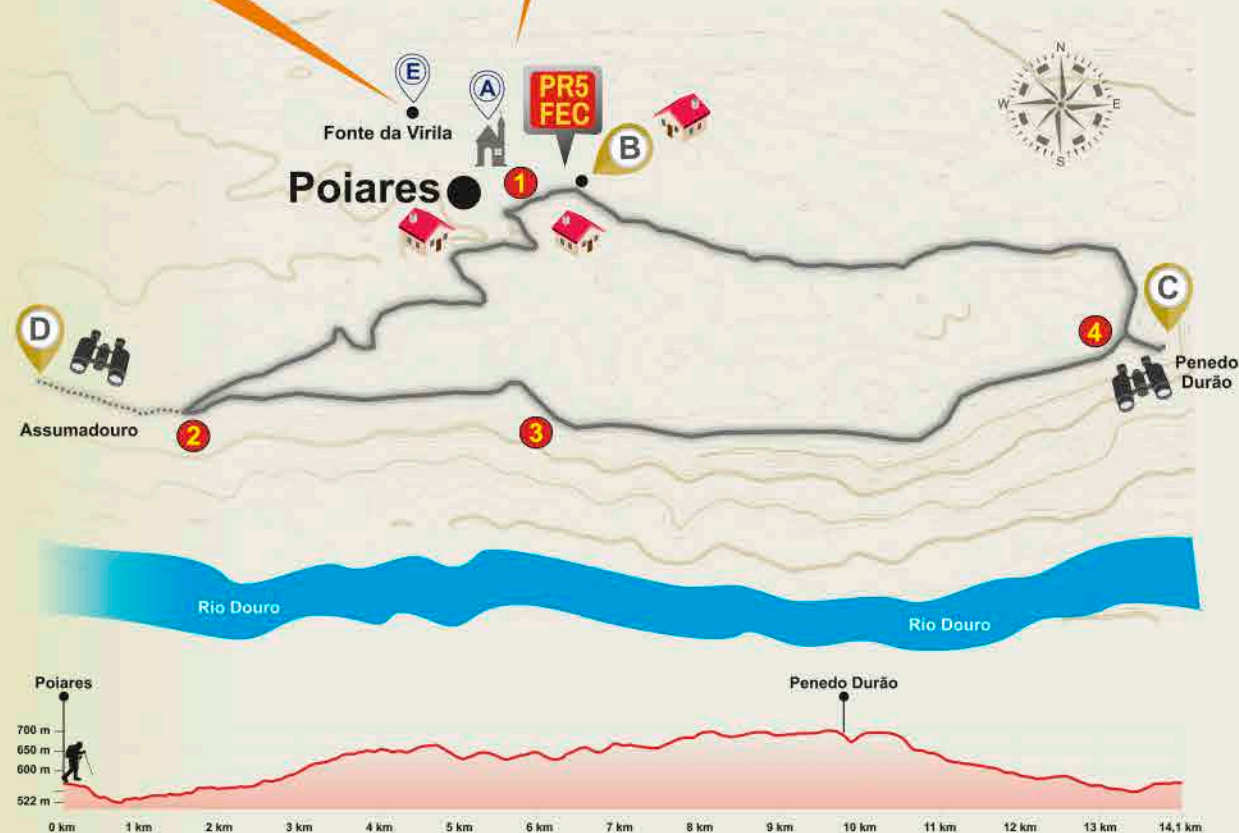 N
W
E
S
E
A
PR5
FEC
B
Fonte da Virila
Poiares
1
C
D
4
Penedo
Durão
Assumadouro
2
3
Rio Douro
Rio Douro
Poiares
Penedo Durão
700 m
650 m
600 m
522 m
0 km 1 km 2 km 3 km 4 km 5 km 6 km 7 km 8 km 9 km 10 km 11 km 12 km 13 km 14,1 km